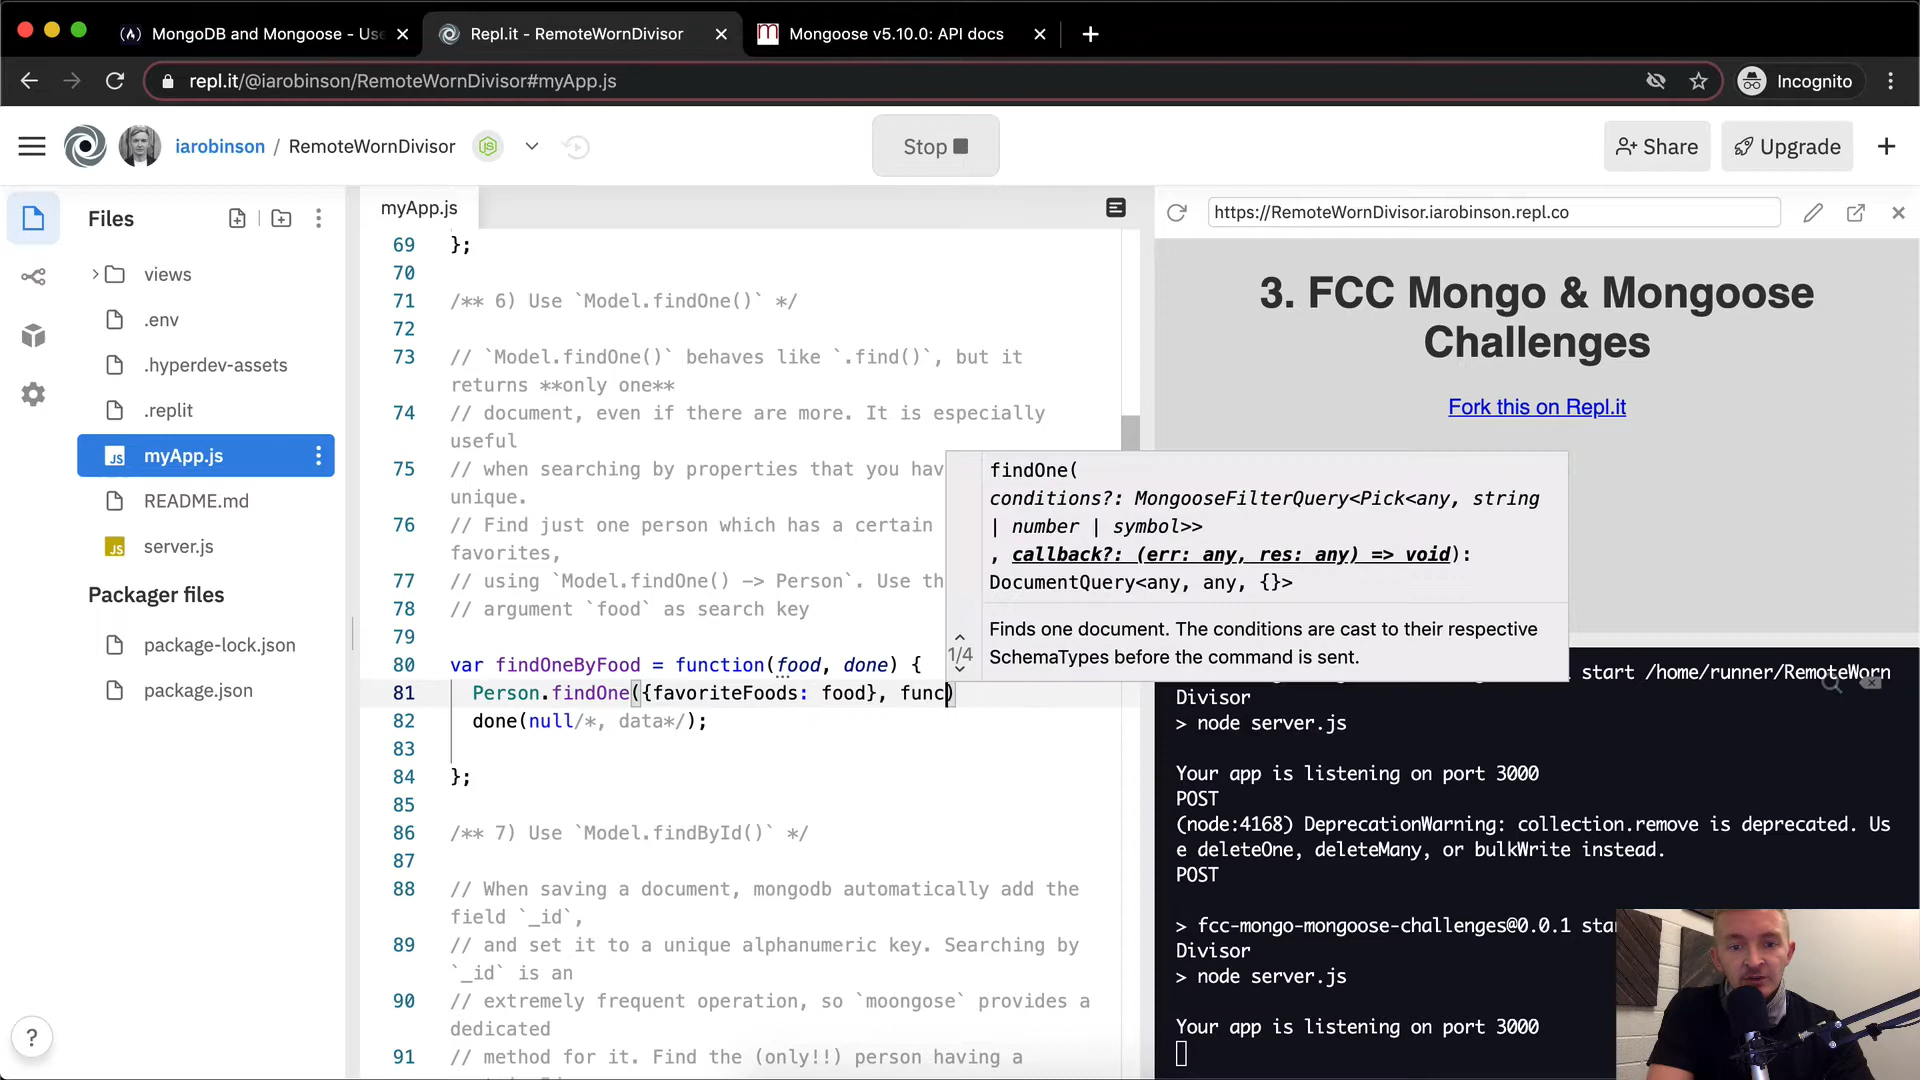 MongoDB and Mongoose - Use
Repl.it - RemoteWornDivisor
Mongoose v5.10.0: API docs
repl.it/@iarobinson/RemoteWornDivisor#myApp.js
Incognito
iarobinson / RemoteWornDivisor
Stop
Share
Upgrade
Files
views
.env
.hyperdev-assets
.replit
JS myApp.js
README.md
JS server.js
Packager files
package-lock.json
package.json
?
myApp.js
69 };
70
71 /** 6) Use `Model.findOne()` */
72
73 // `Model.findOne()` behaves like `.find()`, but it
returns **only one**
74 // document, even if there are more. It is especially
useful
75 // when searching by properties that you hav
unique.
76 // Find just one person which has a certain
favorites,
77 // using `Model.findOne() -> Person`. Use th
78 // argument `food` as search key
79
80 var findOneByFood = function(food, done) {
81 Person.findOne({favoriteFoods: food}, func)
82 done(null/*, data*/);
83
84 };
85
86 /** 7) Use `Model.findById()` */
87
88 // When saving a document, mongodb automatically add the
field `_id`,
89 // and set it to a unique alphanumeric key. Searching by
`_id` is an
90 // extremely frequent operation, so `moongose` provides a
dedicated
91 // method for it. Find the (only!!) person having a
findOne(
conditions?: MongooseFilterQuery<Pick<any, string
| number | symbol>>
, callback?: (err: any, res: any) => void):
DocumentQuery<any, any, {}>
1/4
Finds one document. The conditions are cast to their respective
SchemaTypes before the command is sent.
https://RemoteWornDivisor.iarobinson.repl.co
3. FCC Mongo & Mongoose
Challenges
Fork this on Repl.it
start /home/runner/RemoteWorn
Divisor
> node server.js
Your app is listening on port 3000
POST
(node:4168) DeprecationWarning: collection.remove is deprecated. Us
e deleteOne, deleteMany, or bulkWrite instead.
POST
> fcc-mongo-mongoose-challenges@0.0.1 star
Divisor
> node server.js
Your app is listening on port 3000